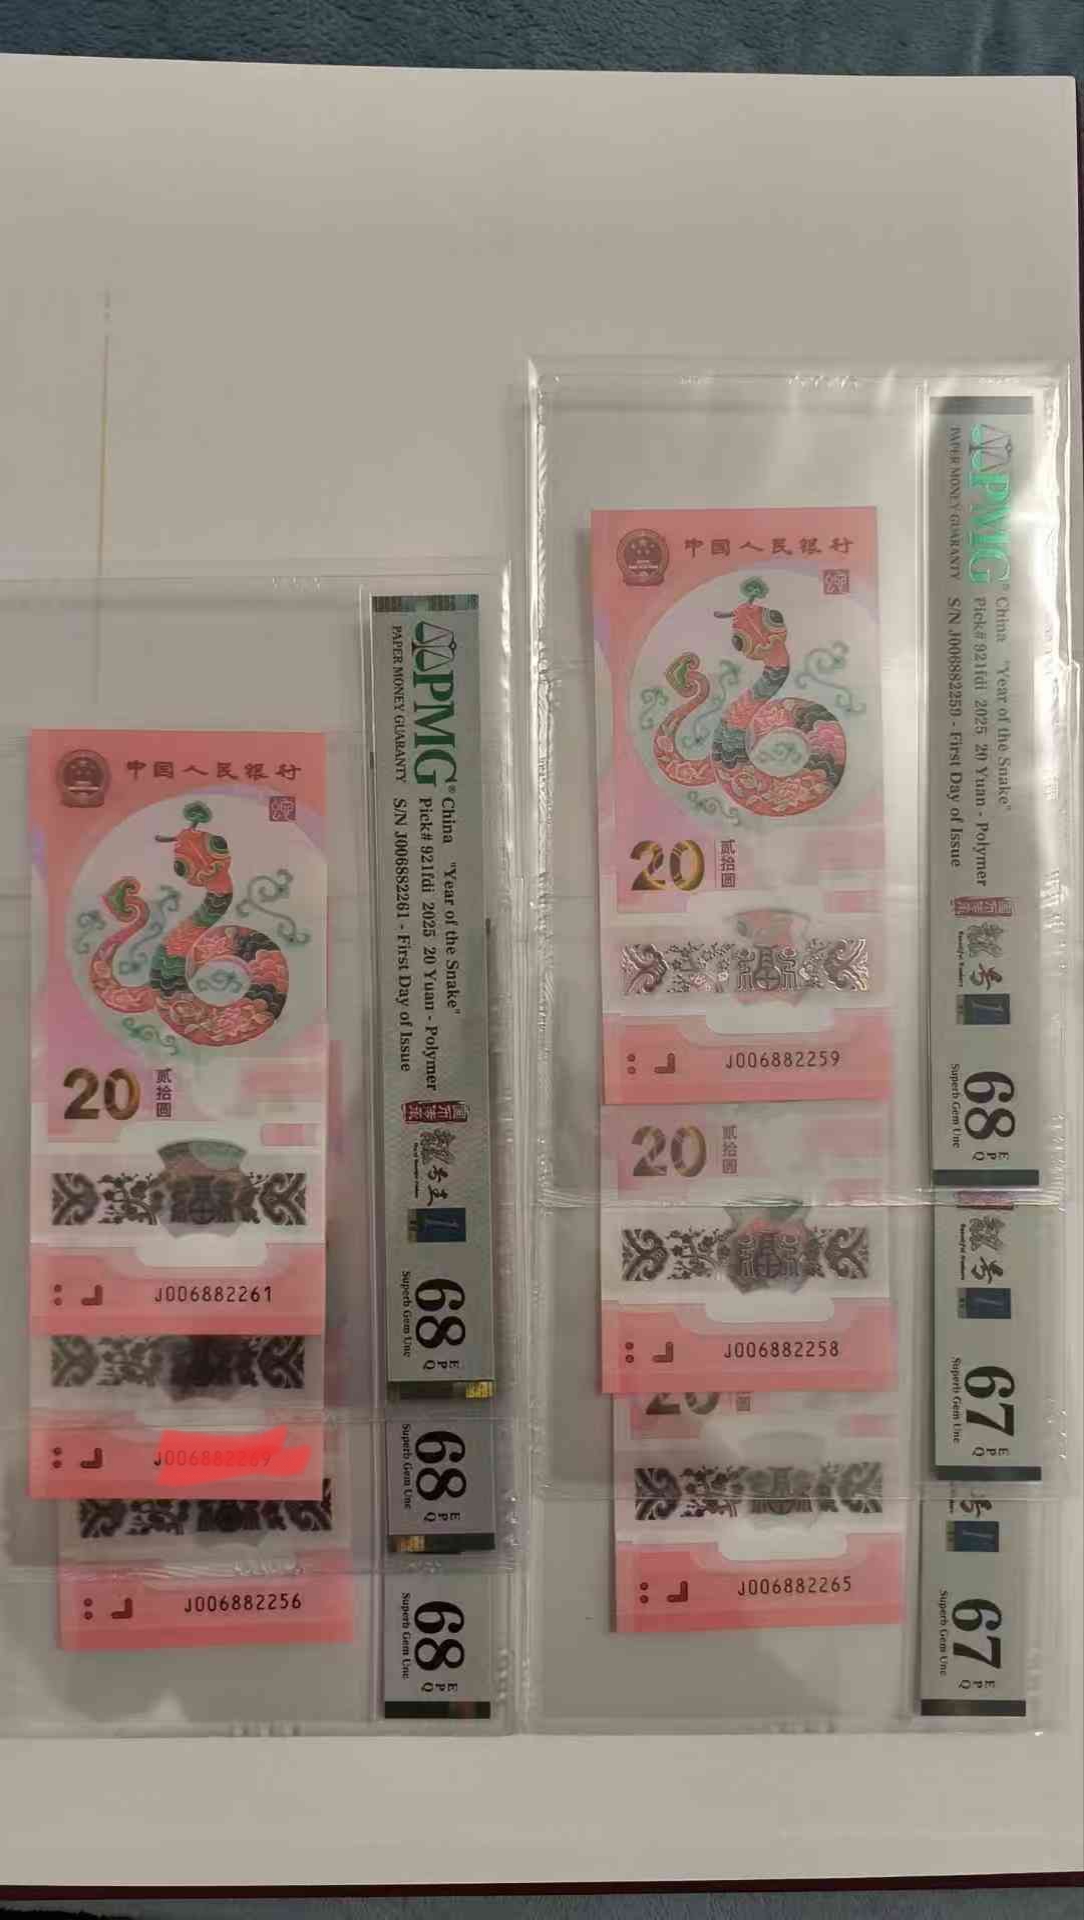 中国人民银行
20
贰拾圆
J006882261
J006882256
PMG®
PAPER MONEY GUARANTY
China "Year of the Snake"
Pick# 921fdi 2025 20 Yuan - Polymer
S/N J006882261 - First Day of Issue
68 EPQ
Superb Gem Unc
68 EPQ
Superb Gem Unc
68 EPQ
Superb Gem Unc
中国人民银行
20
贰拾圆
J006882259
20
贰拾圆
J006882258
20
J006882265
PMG®
PAPER MONEY GUARANTY
China "Year of the Snake"
Pick# 921fdi 2025 20 Yuan - Polymer
S/N J006882259 - First Day of Issue
68 EPQ
Superb Gem Unc
67 EPQ
Superb Gem Unc
67 EPQ
Superb Gem Unc